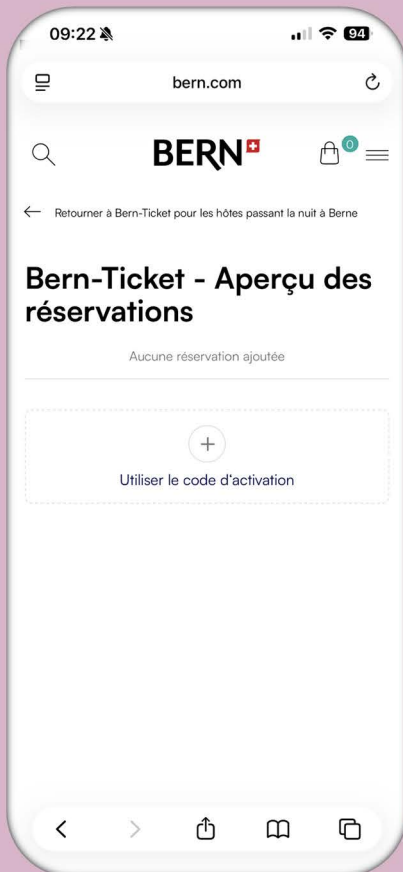 09:22
94
bern.com
BERN
0
Retourner à Bern-Ticket pour les hôtes passant la nuit à Berne
Bern-Ticket - Aperçu des
réservations
Aucune réservation ajoutée
Utiliser le code d'activation